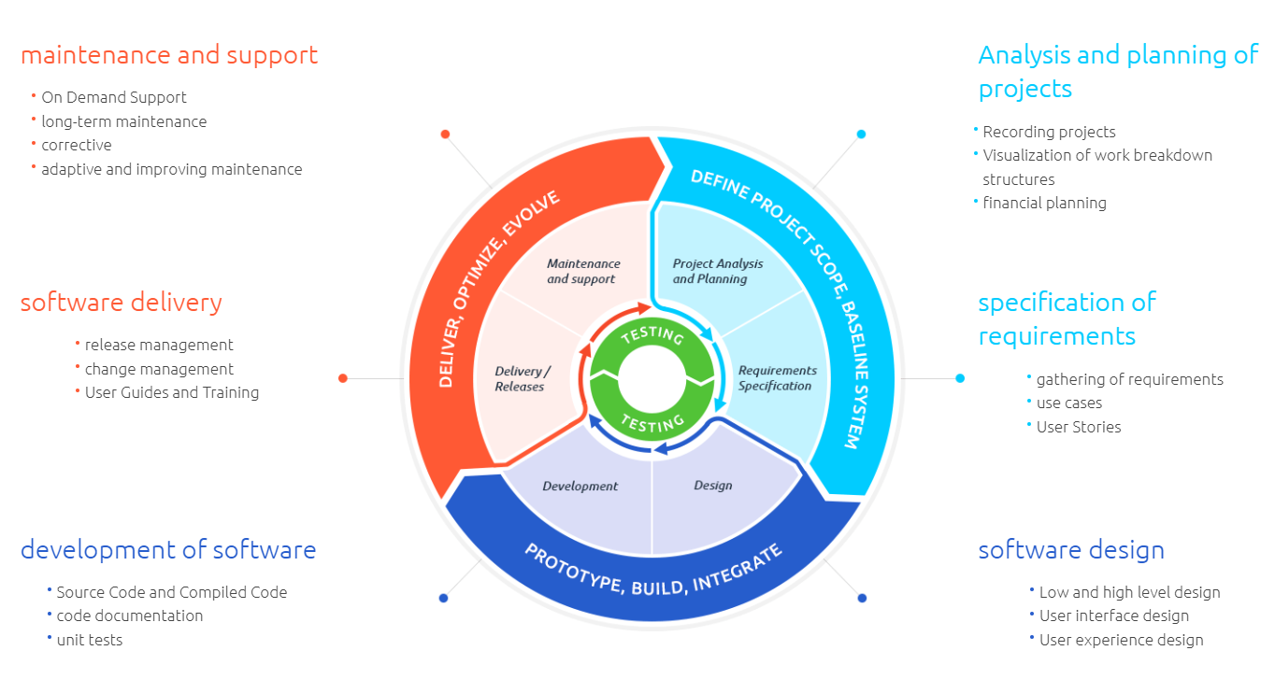 maintenance and support
• On Demand Support
• long-term maintenance
• corrective
• adaptive and improving maintenance
software delivery
• release management
• change management
• User Guides and Training
development of software
• Source Code and Compiled Code
• code documentation
• unit tests
DELIVER, OPTIMIZE, EVOLVE
DEFINE PROJECT SCOPE, BASELINE SYSTEM
PROTOTYPE, BUILD, INTEGRATE
Maintenance
and support
Project Analysis
and Planning
Delivery /
Releases
Requirements
Specification
Development
Design
TESTING
TESTING
Analysis and planning of
projects
• Recording projects
• Visualization of work breakdown
structures
• financial planning
specification of
requirements
• gathering of requirements
• use cases
• User Stories
software design
• Low and high level design
• User interface design
• User experience design